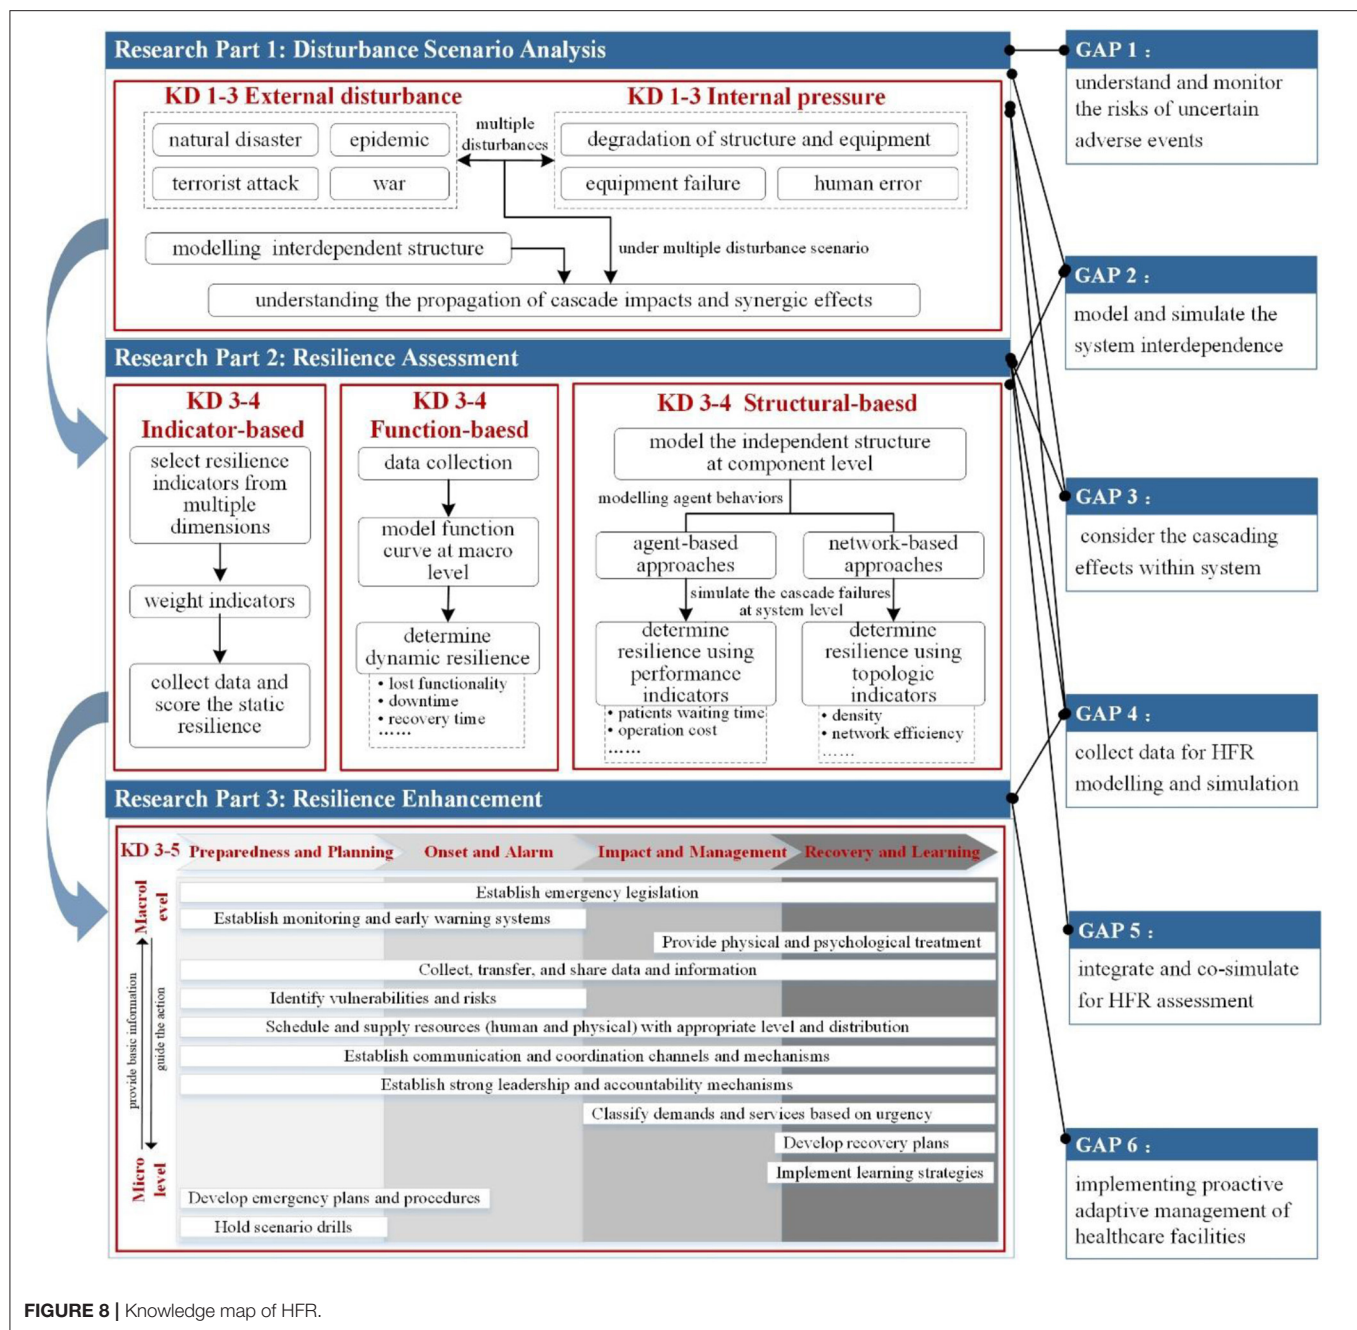 Research Part 1: Disturbance Scenario Analysis
KD 1-3 External disturbance
natural disaster
epidemic
terrorist attack
war
multiple
disturbances
KD 1-3 Internal pressure
degradation of structure and equipment
equipment failure
human error
modelling interdependent structure
under multiple disturbance scenario
understanding the propagation of cascade impacts and synergic effects
Research Part 2: Resilience Assessment
KD 3-4
Indicator-based
select resilience
indicators from
multiple
dimensions
weight indicators
collect data and
score the static
resilience
KD 3-4
Function-baesd
data collection
model function
curve at macro
level
determine
dynamic resilience
• lost functionality
• downtime
• recovery time
……
KD 3-4 Structural-baesd
model the independent structure
at component level
modelling agent behaviors
agent-based
approaches
network-based
approaches
simulate the cascade failures
at system level
determine
resilience using
performance
indicators
• patients waiting time
• operation cost
……
determine
resilience using
topologic
indicators
• density
• network efficiency
……
Research Part 3: Resilience Enhancement
KD 3-5
Preparedness and Planning
Onset and Alarm
Impact and Management
Recovery and Learning
Macrol
evel
provide basic information
guide the action
Micro
level
Establish emergency legislation
Establish monitoring and early warning systems
Provide physical and psychological treatment
Collect, transfer, and share data and information
Identify vulnerabilities and risks
Schedule and supply resources (human and physical) with appropriate level and distribution
Establish communication and coordination channels and mechanisms
Establish strong leadership and accountability mechanisms
Classify demands and services based on urgency
Develop recovery plans
Implement learning strategies
Develop emergency plans and procedures
Hold scenario drills
GAP 1：
understand and monitor
the risks of uncertain
adverse events
GAP 2：
model and simulate the
system interdependence
GAP 3：
consider the cascading
effects within system
GAP 4：
collect data for HFR
modelling and simulation
GAP 5：
integrate and co-simulate
for HFR assessment
GAP 6：
implementing proactive
adaptive management of
healthcare facilities
FIGURE 8 | Knowledge map of HFR.